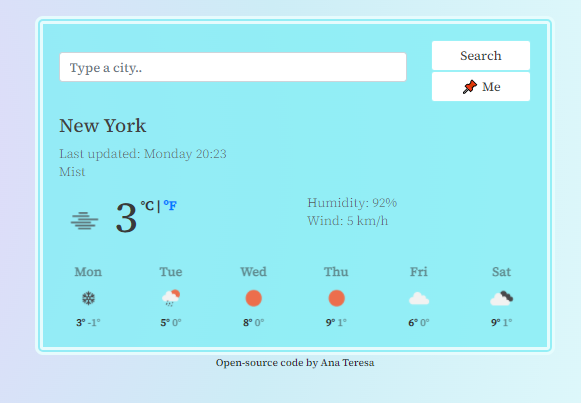 Type a city..
Search
Me
New York
Last updated: Monday 20:23
Mist
3 °C | °F
Humidity: 92%
Wind: 5 km/h
Mon Tue Wed Thu Fri Sat
3° -1° 5° 0° 8° 0° 9° 1° 6° 0° 9° 1°
Open-source code by Ana Teresa